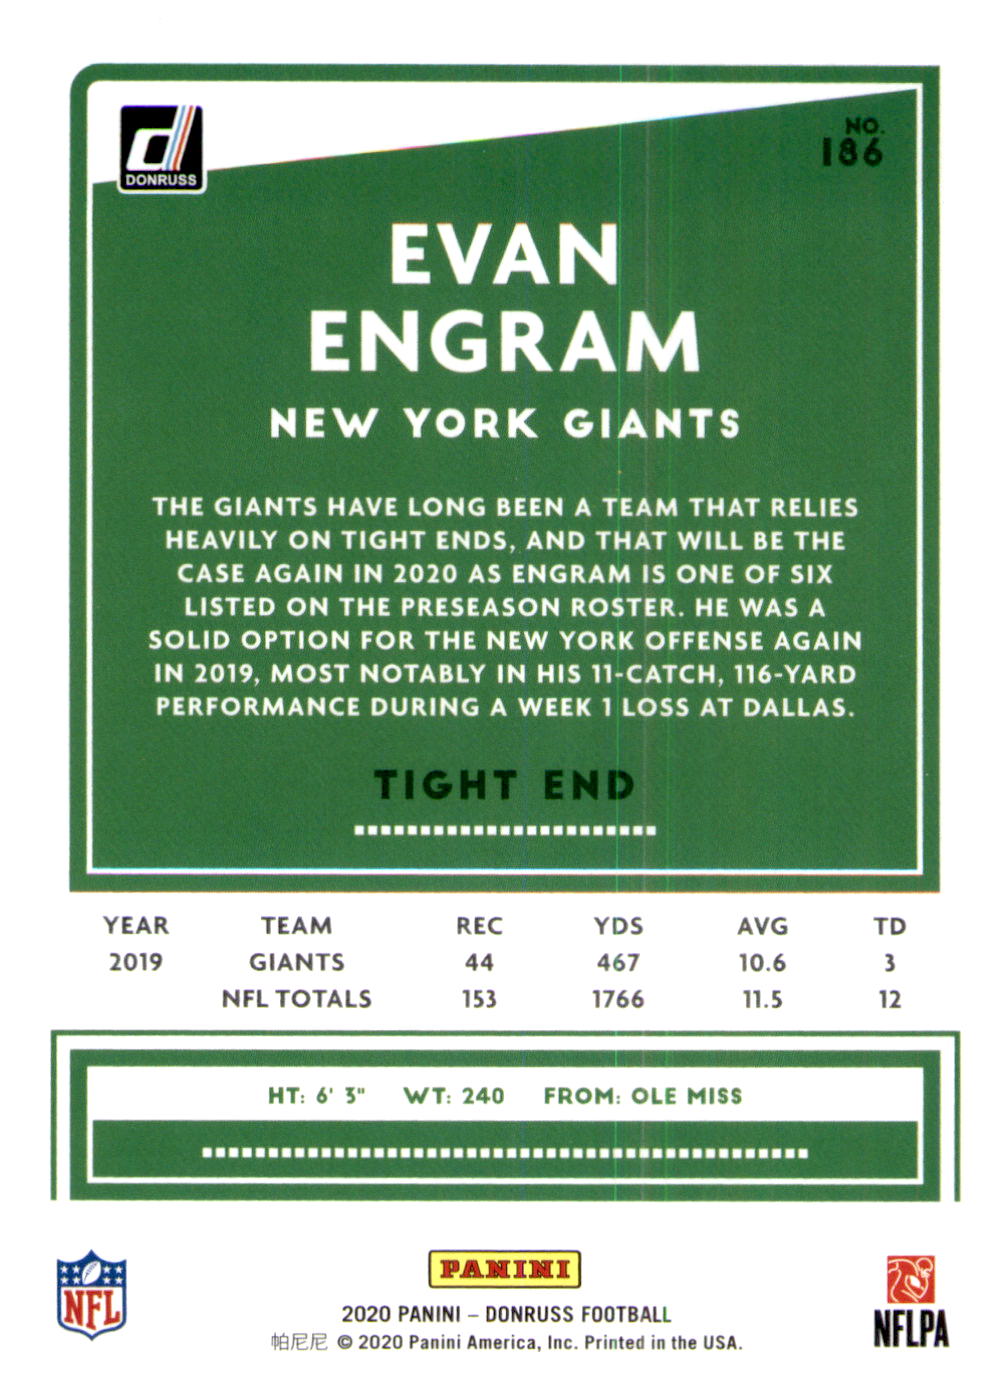 DONRUSS
NO.
186
EVAN
ENGRAM
NEW YORK GIANTS
THE GIANTS HAVE LONG BEEN A TEAM THAT RELIES
HEAVILY ON TIGHT ENDS, AND THAT WILL BE THE
CASE AGAIN IN 2020 AS ENGRAM IS ONE OF SIX
LISTED ON THE PRESEASON ROSTER. HE WAS A
SOLID OPTION FOR THE NEW YORK OFFENSE AGAIN
IN 2019, MOST NOTABLY IN HIS 11-CATCH, 116-YARD
PERFORMANCE DURING A WEEK 1 LOSS AT DALLAS.
TIGHT END
YEAR TEAM REC YDS AVG TD
2019 GIANTS 44 467 10.6 3
NFL TOTALS 153 1766 11.5 12
HT: 6' 3" WT: 240 FROM: OLE MISS
NFL
PANINI
NFLPA
2020 PANINI – DONRUSS FOOTBALL
帕尼尼 © 2020 Panini America, Inc. Printed in the USA.